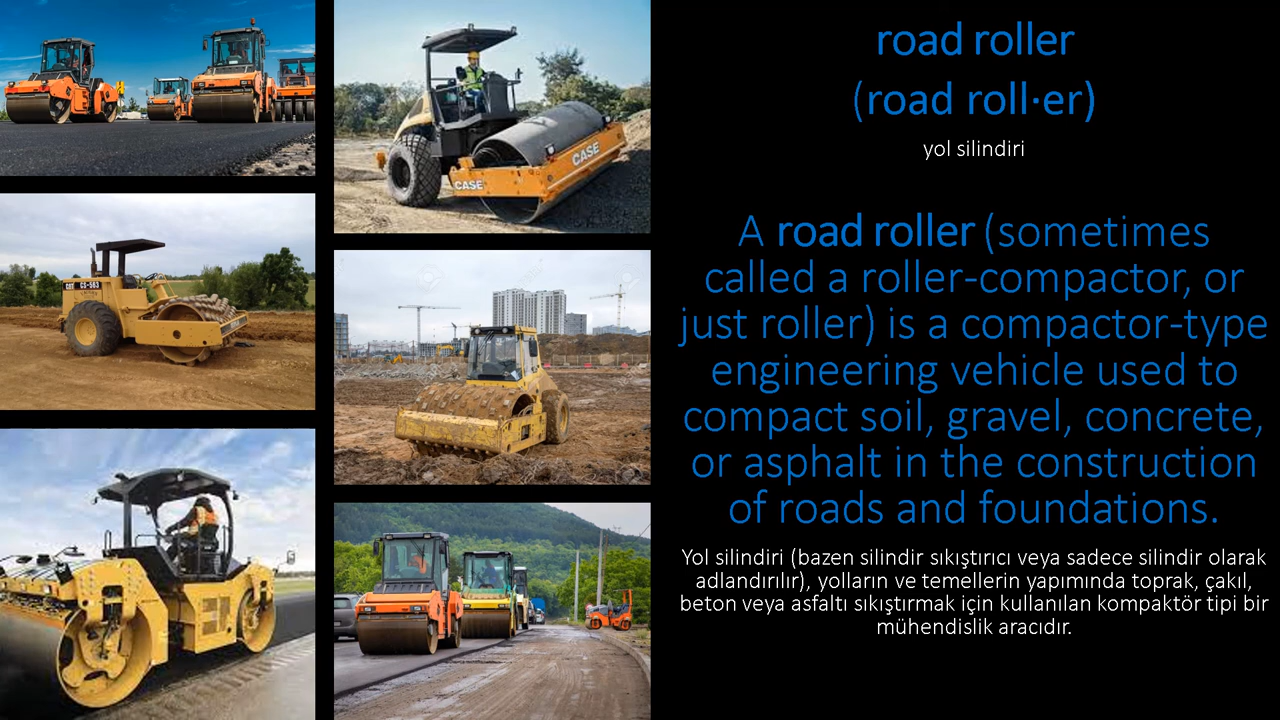 road roller
(road roll·er)
yol silindiri
A road roller (sometimes
called a roller-compactor, or
just roller) is a compactor-type
engineering vehicle used to
compact soil, gravel, concrete,
or asphalt in the construction
of roads and foundations.
Yol silindiri (bazen silindir sıkıştırıcı veya sadece silindir olarak
adlandırılır), yolların ve temellerin yapımında toprak, çakıl,
beton veya asfaltı sıkıştırmak için kullanılan kompaktör tipi bir
mühendislik aracıdır.
CASE
CASE
CAT CS-563